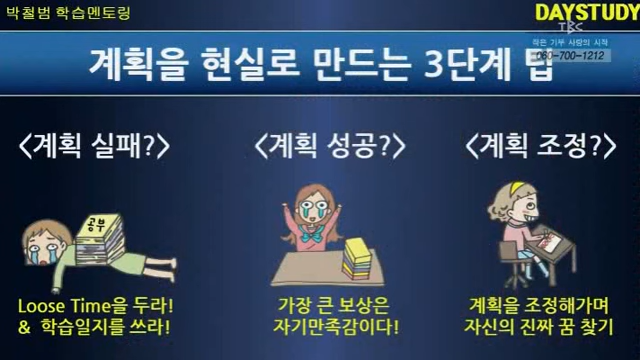 박철범 학습멘토링
DAYSTUDY
TBC
작은 기부 사랑의 시작
060-700-1212
계획을 현실로 만드는 3단계 팁
<계획 실패?>
<계획 성공?>
<계획 조정?>
공부
Loose Time을 두라!
& 학습일지를 쓰라!
가장 큰 보상은
자기만족감이다!
계획을 조정해가며
자신의 진짜 꿈 찾기